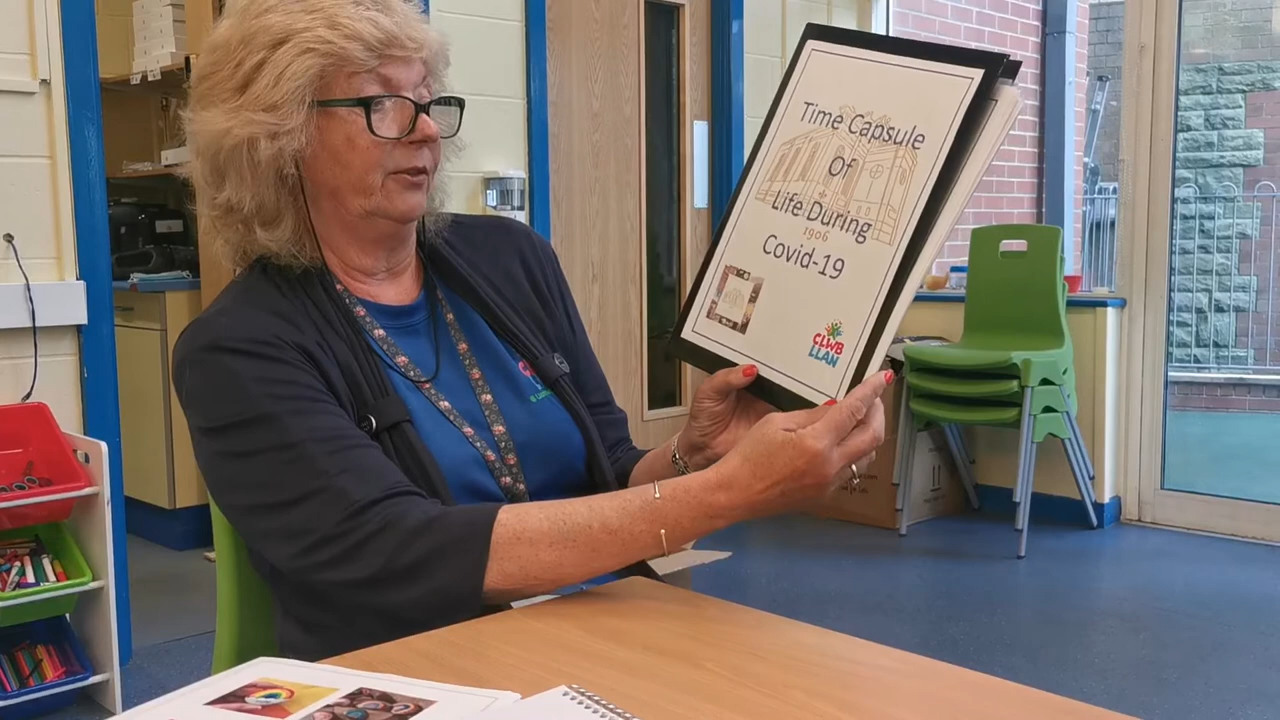 Time Capsule
Of
Life During
1906
Covid-19
CLWB
LLAN